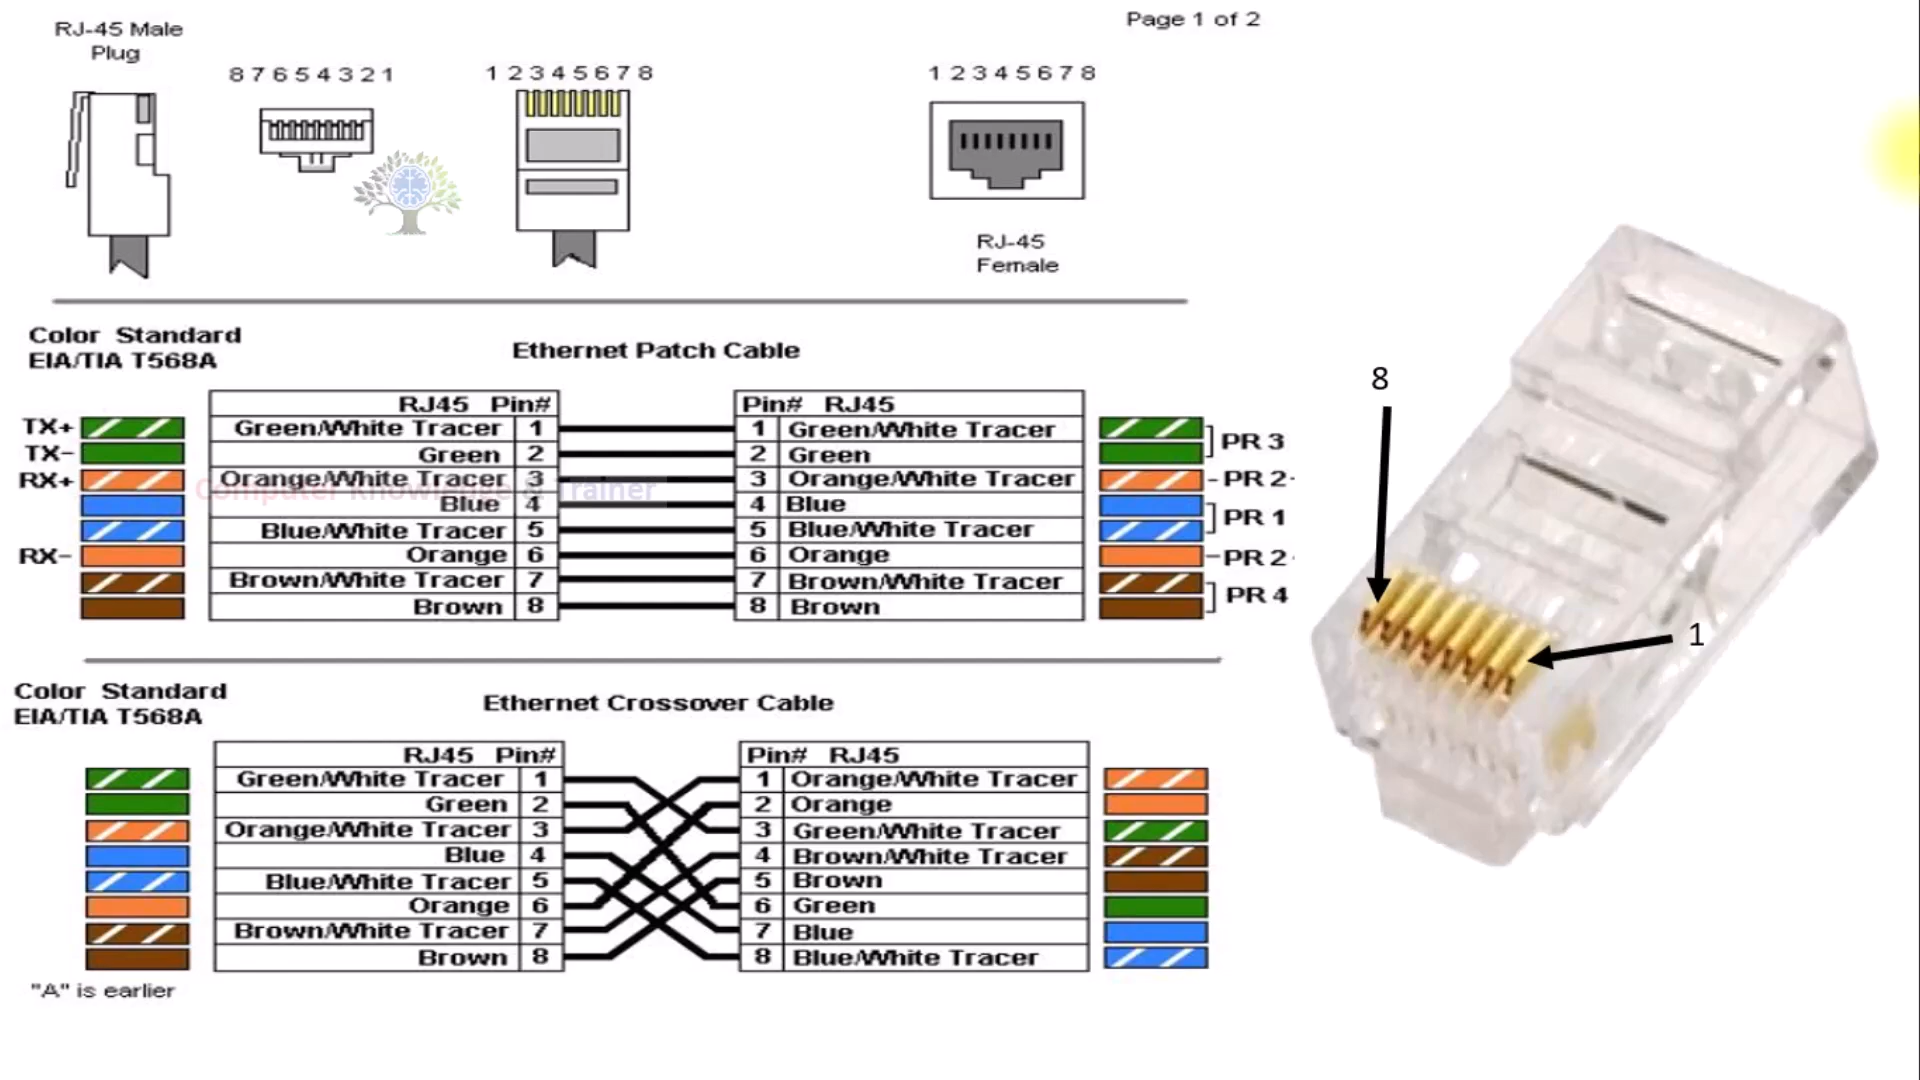 Page 1 of 2
RJ-45 Male
Plug
8 7 6 5 4 3 2 1
1 2 3 4 5 6 7 8
1 2 3 4 5 6 7 8
RJ-45
Female
Color Standard
EIA/TIA T568A
Ethernet Patch Cable
RJ45 Pin#
Pin# RJ45
TX+ Green/White Tracer 1 1 Green/White Tracer
TX- Green 2 2 Green
PR 3
RX+ Orange/White Tracer 3 3 Orange/White Tracer PR 2
Computer Knowledge & Trainer
Blue 4 4 Blue
PR 1
Blue/White Tracer 5 5 Blue/White Tracer
RX- Orange 6 6 Orange PR 2
Brown/White Tracer 7 7 Brown/White Tracer
PR 4
Brown 8 8 Brown
8
1
Color Standard
EIA/TIA T568A
Ethernet Crossover Cable
RJ45 Pin#
Pin# RJ45
Green/White Tracer 1 1 Orange/White Tracer
Green 2 2 Orange
Orange/White Tracer 3 3 Green/White Tracer
Blue 4 4 Brown/White Tracer
Blue/White Tracer 5 5 Brown
Orange 6 6 Green
Brown/White Tracer 7 7 Blue
Brown 8 8 Blue/White Tracer
"A" is earlier